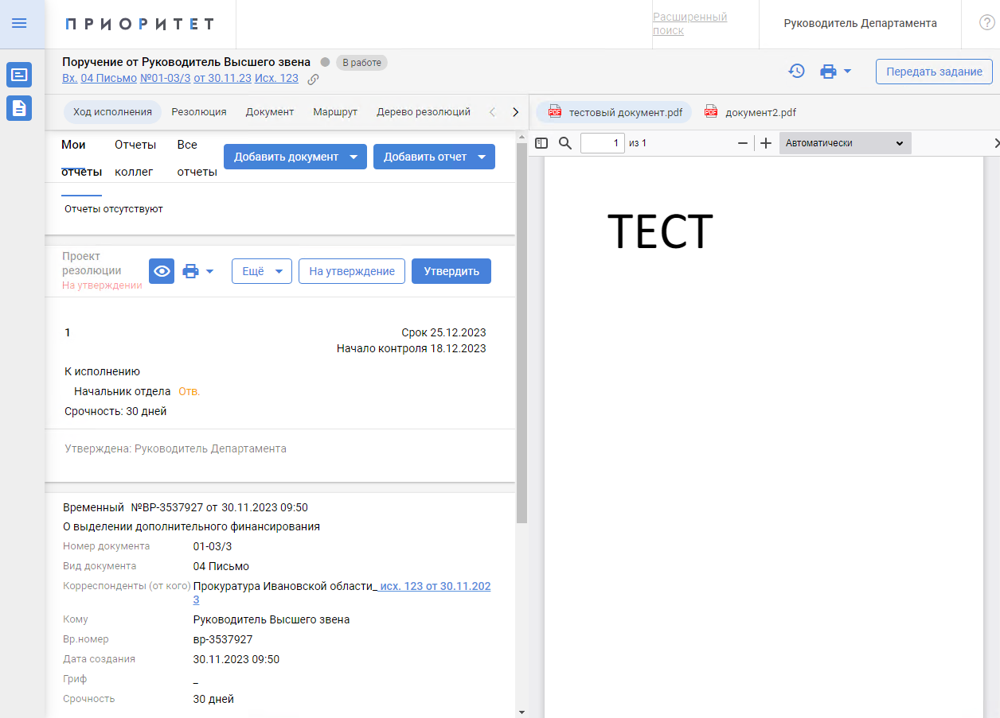 ПРИОРИТЕТ
Расширенный
поиск
Руководитель Департамента
?
Поручение от Руководитель Высшего звена
В работе
Вх. 04 Письмо №01-03/3 от 30.11.23 Исх. 123
Передать задание
Ход исполнения
Резолюция
Документ
Маршрут
Дерево резолюций
PDF тестовый документ.pdf
PDF документ2.pdf
1 из 1
Автоматически
Мои
отчеты
Отчеты
коллег
Все
отчеты
Добавить документ
Добавить отчет
Отчеты отсутствуют
Проект
резолюции
На утверждении
Ещё
На утверждение
Утвердить
1
Срок 25.12.2023
Начало контроля 18.12.2023
К исполнению
Начальник отдела Отв.
Срочность: 30 дней
Утверждена: Руководитель Департамента
Временный №ВР-3537927 от 30.11.2023 09:50
О выделении дополнительного финансирования
Номер документа 01-03/3
Вид документа 04 Письмо
Корреспонденты (от кого) Прокуратура Ивановской области_ исх. 123 от 30.11.202
3
Кому Руководитель Высшего звена
Вр.номер вр-3537927
Дата создания 30.11.2023 09:50
Гриф _
Срочность 30 дней
ТЕСТ